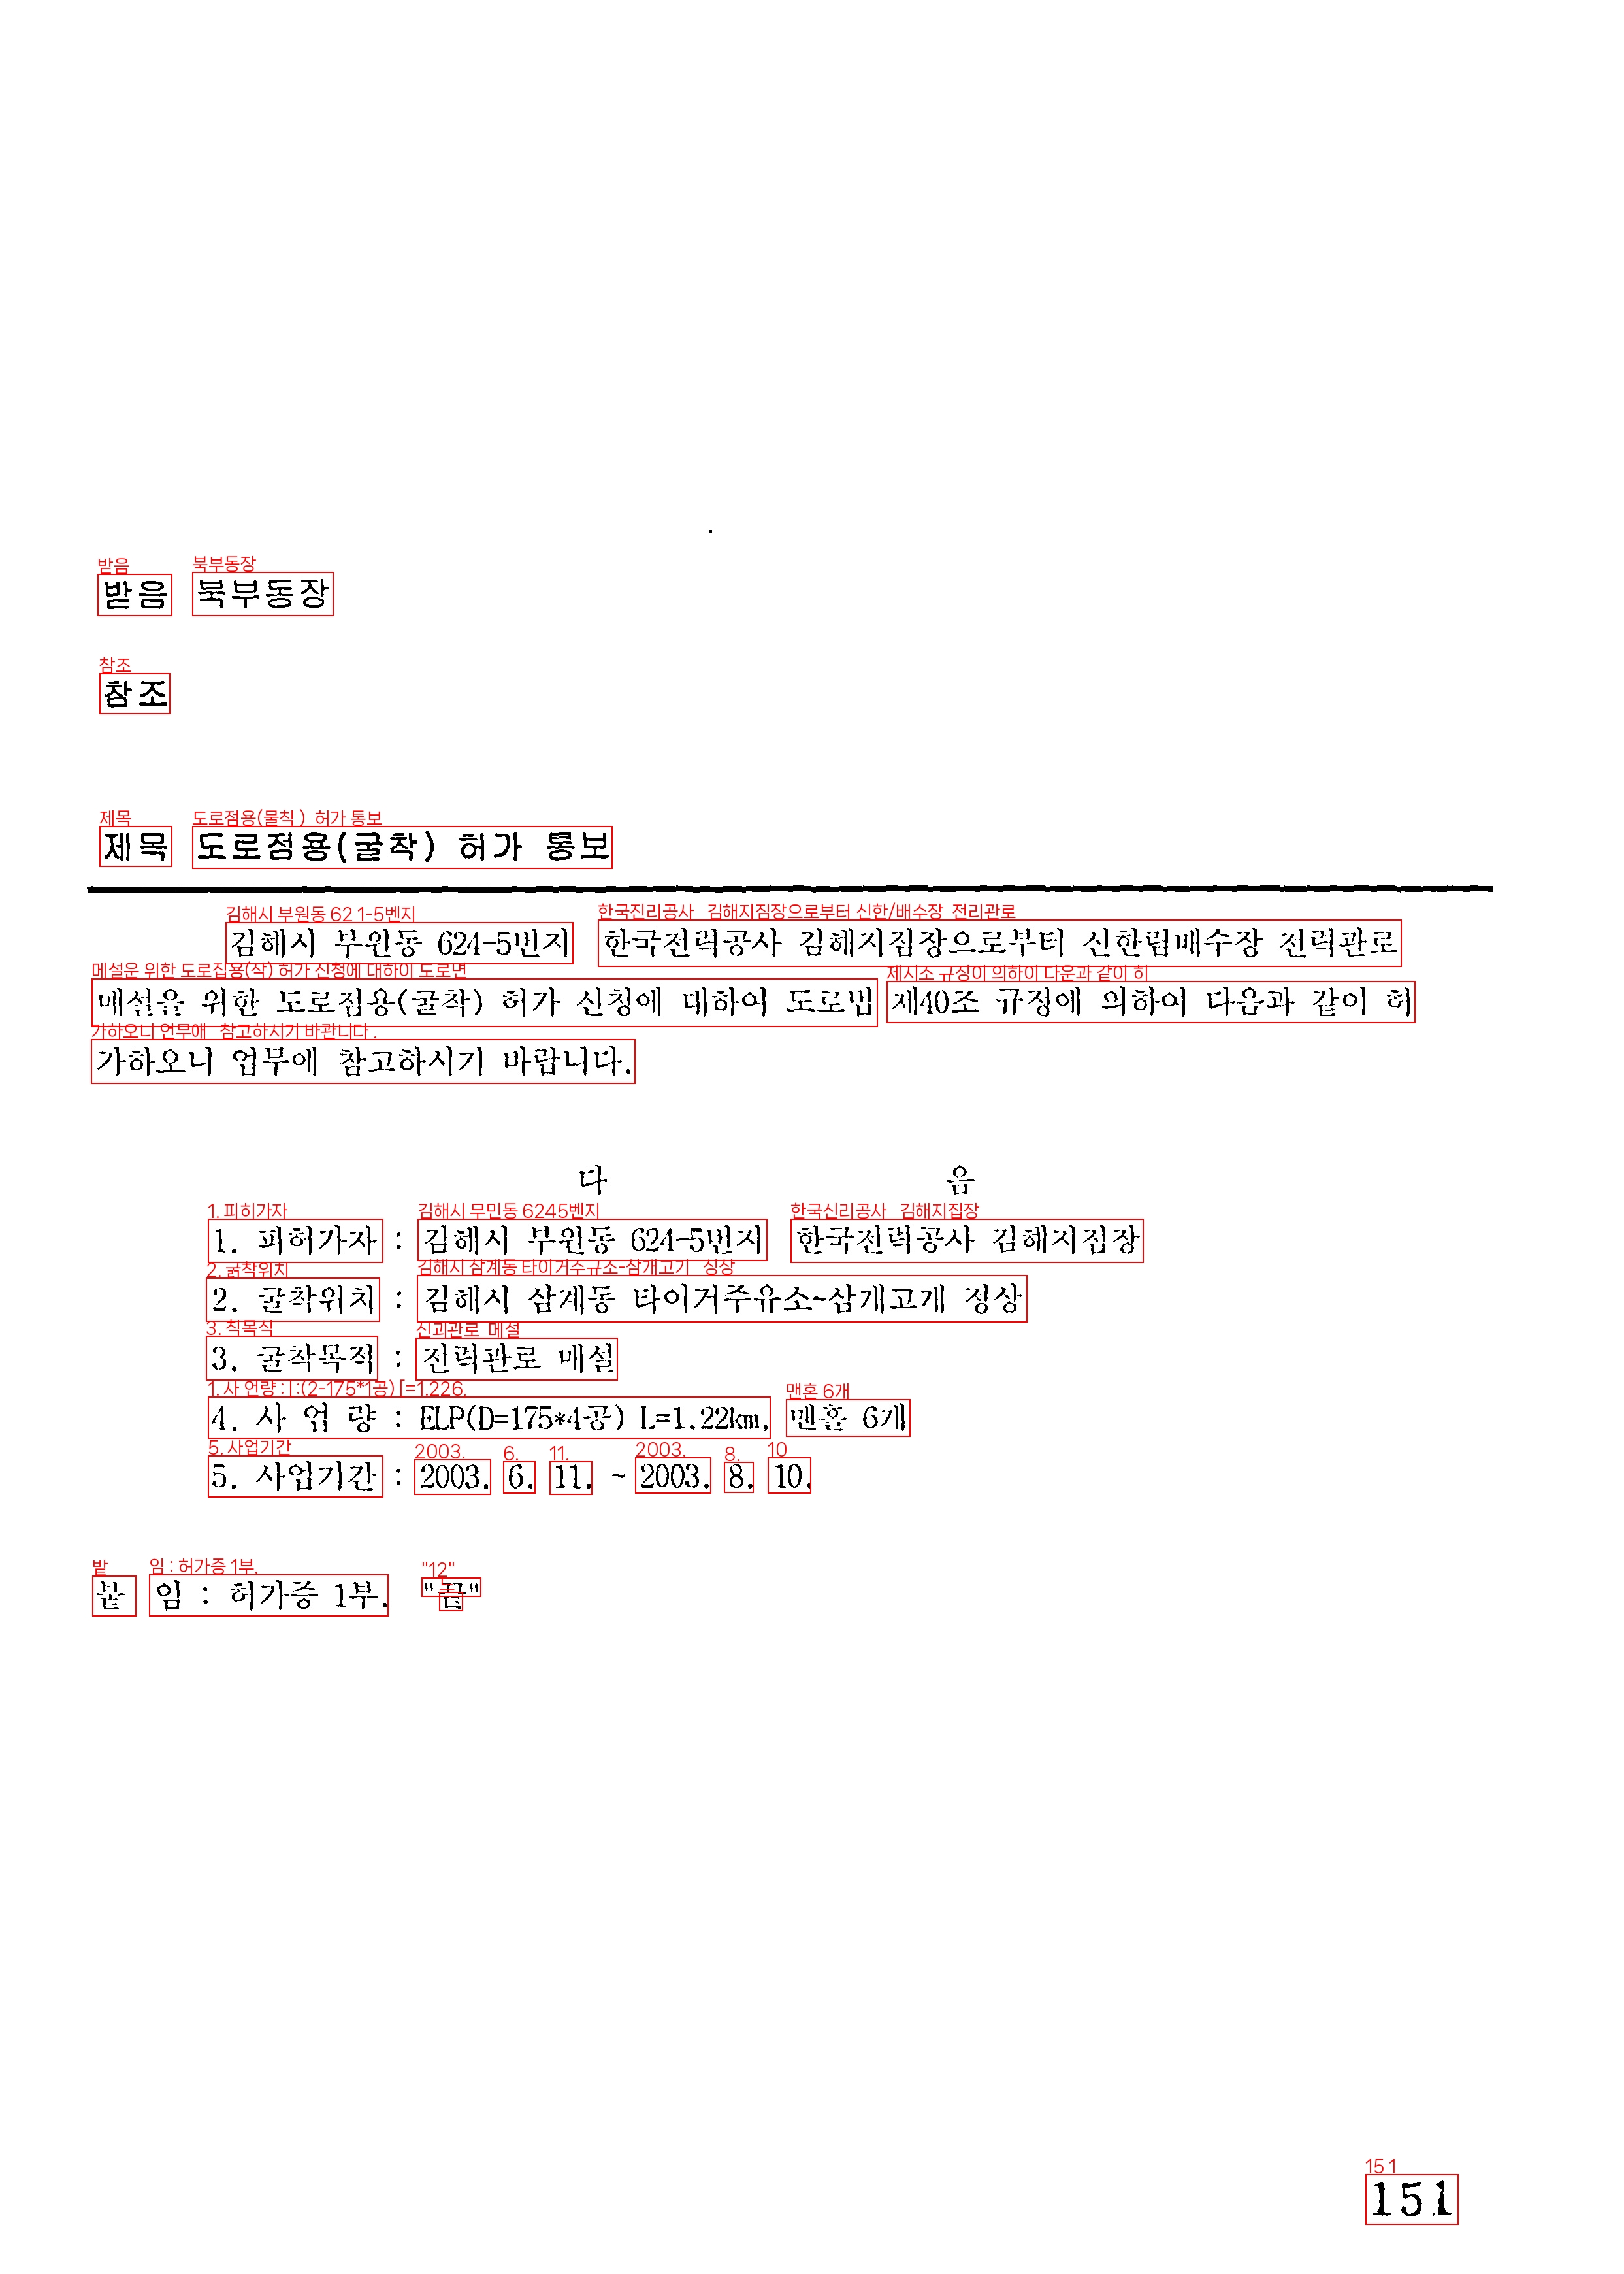 받음 북부동장
참조
제목 도로점용(굴착) 허가 통보
김해시 부원동 624-5번지 한국전력공사 김해지점장으로부터 신한림배수장 전력관로
매설을 위한 도로점용(굴착) 허가 신청에 대하여 도로법 제40조 규정에 의하여 다음과 같이 허
가하오니 업무에 참고하시기 바랍니다.
다 음
1. 피허가자 : 김해시 부원동 624-5번지 한국전력공사 김해지점장
2. 굴착위치 : 김해시 삼계동 타이거주유소~삼개고개 정상
3. 굴착목적 : 전력관로 매설
4. 사 업 량 : ELP(D=175*4공) L=1.22km, 맨홀 6개
5. 사업기간 : 2003. 6. 11. ~ 2003. 8. 10.
붙 임 : 허가증 1부. "끝"
151